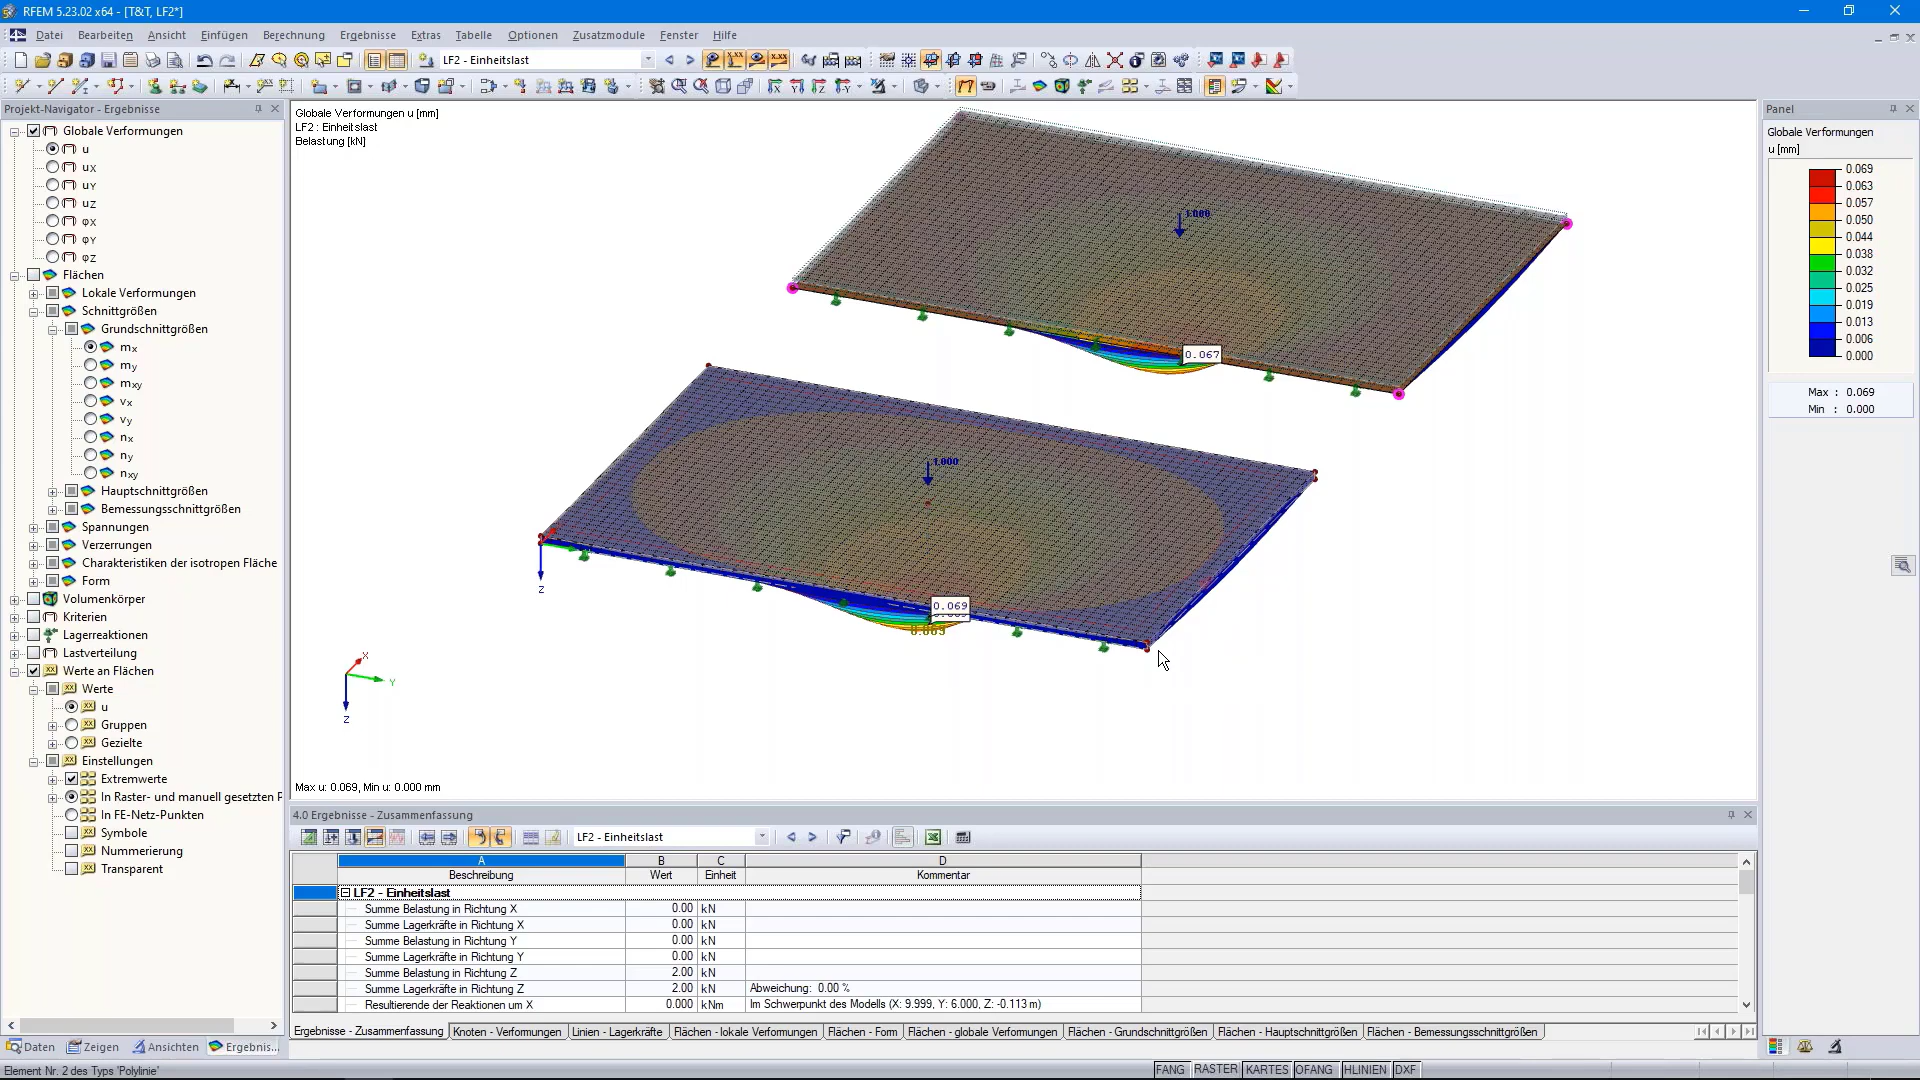 RFEM 5.23.02 x64 - [T&T, LF2*]
Datei Bearbeiten Ansicht Einfügen Berechnung Ergebnisse Extras Tabelle Optionen Zusatzmodule Fenster Hilfe
LF2 - Einheitslast
Projekt-Navigator - Ergebnisse
Globale Verformungen
u
uX
uY
uZ
φX
φY
φZ
Flächen
Lokale Verformungen
Schnittgrößen
Grundschnittgrößen
mx
my
mxy
vx
vy
nx
ny
nxy
Hauptschnittgrößen
Bemessungsschnittgrößen
Spannungen
Verzerrungen
Charakteristiken der isotropen Fläche
Form
Volumenkörper
Kriterien
Lagerreaktionen
Lastverteilung
Werte an Flächen
Werte
u
Gruppen
Gezielte
Einstellungen
Extremwerte
In Raster- und manuell gesetzten P
In FE-Netz-Punkten
Symbole
Nummerierung
Transparent
Daten Zeigen Ansichten Ergebnis...
Globale Verformungen u [mm]
LF2 : Einheitslast
Belastung [kN]
1.000
0.067
1.000
0.069
0.069
Z
X
Y
Z
Max u: 0.069, Min u: 0.000 mm
Panel
Globale Verformungen
u [mm]
0.069
0.063
0.057
0.050
0.044
0.038
0.032
0.025
0.019
0.013
0.006
0.000
Max : 0.069
Min : 0.000
4.0 Ergebnisse - Zusammenfassung
LF2 - Einheitslast
A B C D
Beschreibung Wert Einheit Kommentar
LF2 - Einheitslast
Summe Belastung in Richtung X 0.00 kN
Summe Lagerkräfte in Richtung X 0.00 kN
Summe Belastung in Richtung Y 0.00 kN
Summe Lagerkräfte in Richtung Y 0.00 kN
Summe Belastung in Richtung Z 2.00 kN
Summe Lagerkräfte in Richtung Z 2.00 kN Abweichung: 0.00 %
Resultierende der Reaktionen um X 0.000 kNm Im Schwerpunkt des Modells (X: 9.999, Y: 6.000, Z: -0.113 m)
Ergebnisse - Zusammenfassung Knoten - Verformungen Linien - Lagerkräfte Flächen - lokale Verformungen Flächen - Form Flächen - globale Verformungen Flächen - Grundschnittgrößen Flächen - Hauptschnittgrößen Flächen - Bemessungsschnittgrößen
Element Nr. 2 des Typs 'Polylinie'
FANG RASTER KARTES OFANG HLINIEN DXF